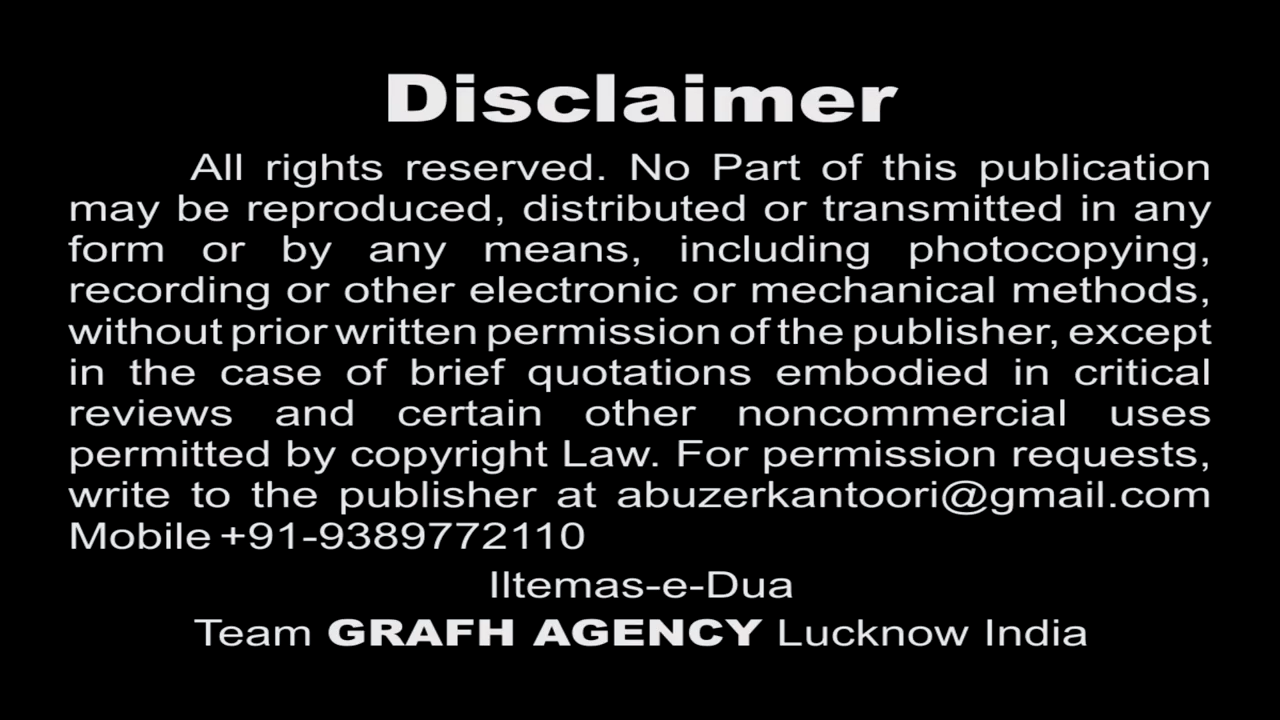 Disclaimer
All rights reserved. No Part of this publication
may be reproduced, distributed or transmitted in any
form or by any means, including photocopying,
recording or other electronic or mechanical methods,
without prior written permission of the publisher, except
in the case of brief quotations embodied in critical
reviews and certain other noncommercial uses
permitted by copyright Law. For permission requests,
write to the publisher at abuzerkantoori@gmail.com
Mobile +91-9389772110
Iltemas-e-Dua
Team GRAFH AGENCY Lucknow India